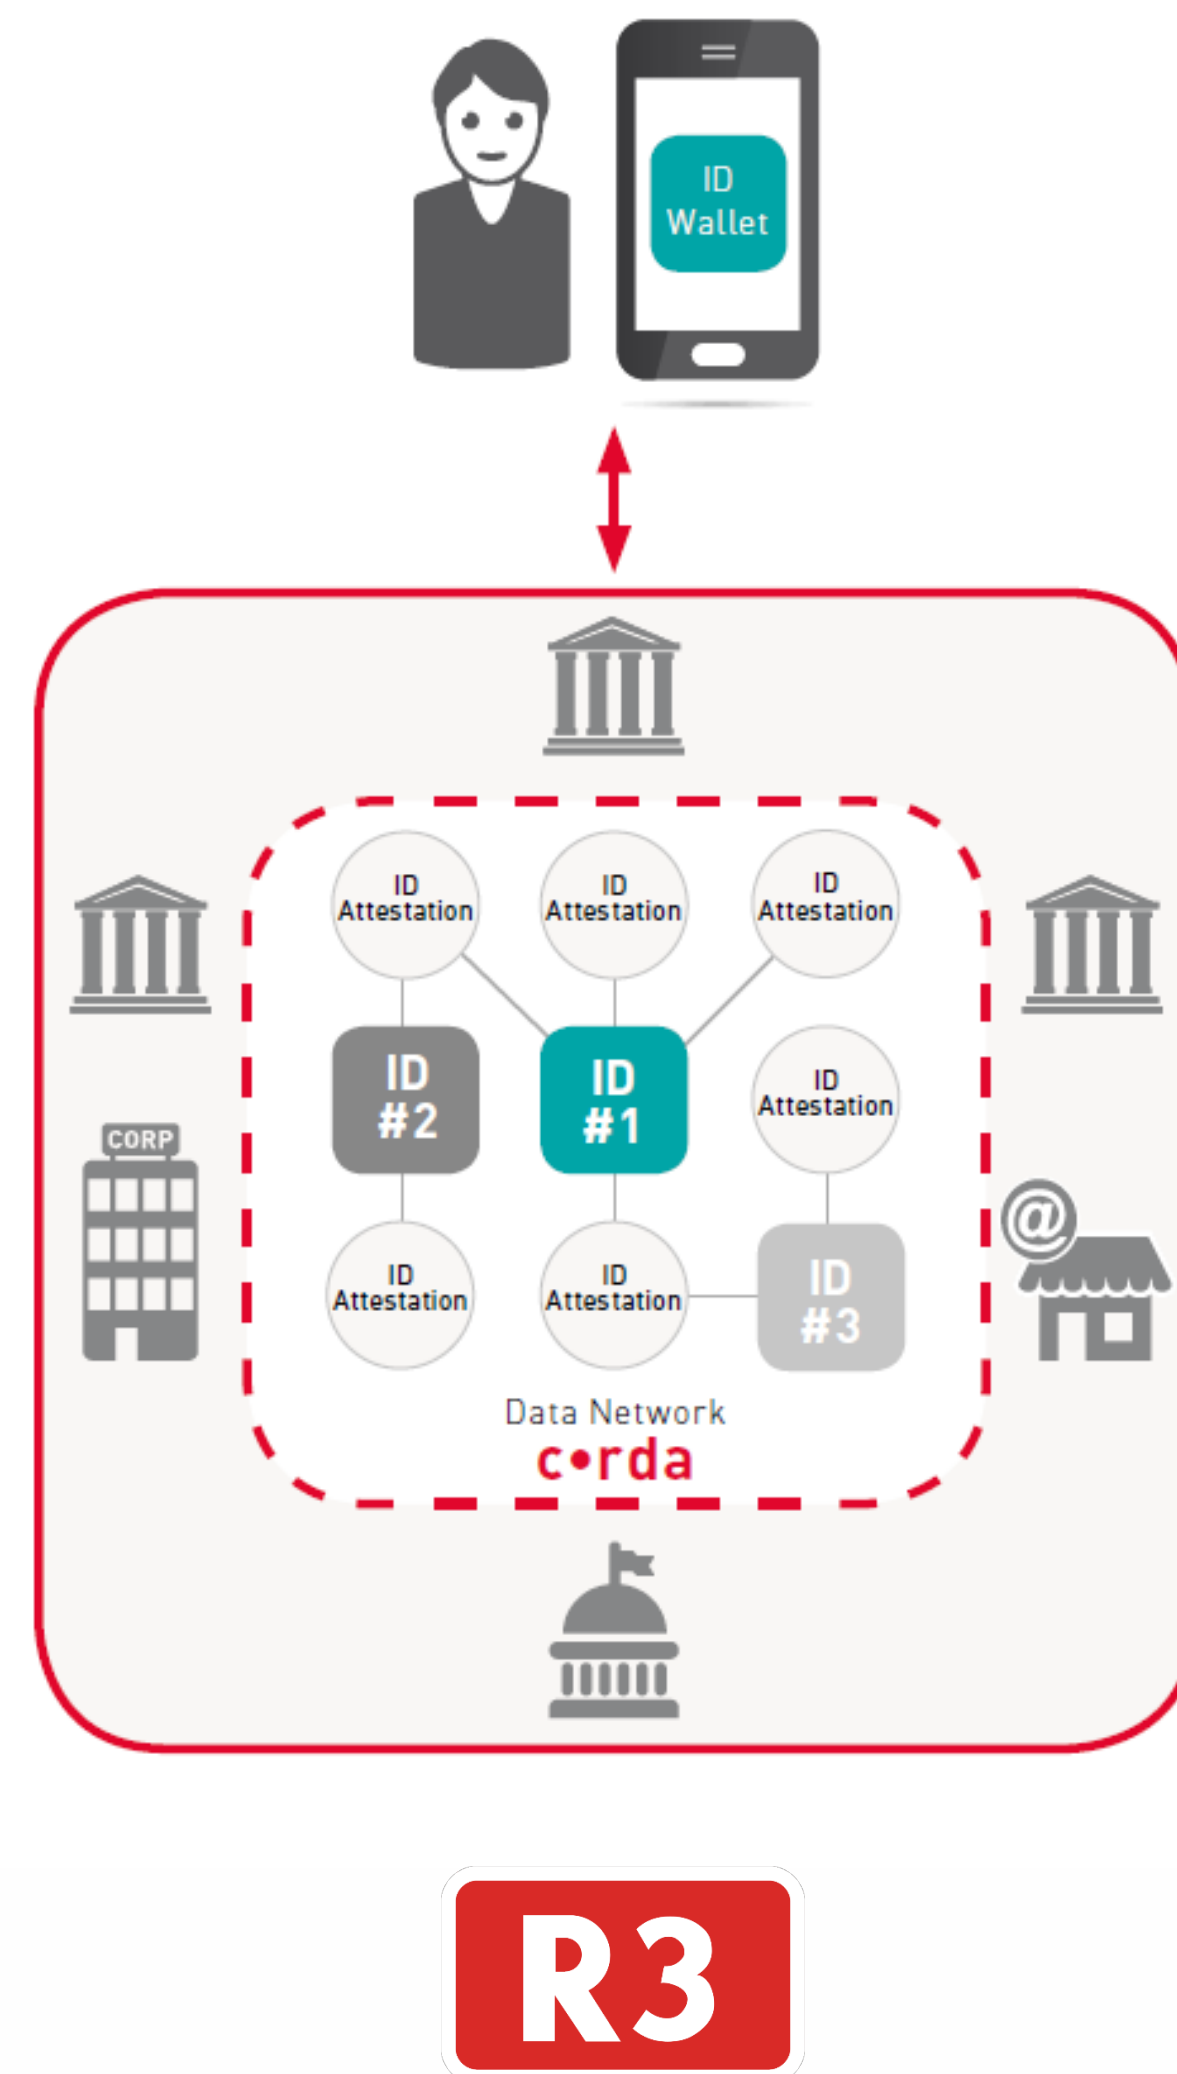 ID
Wallet
ID
Attestation
ID
Attestation
ID
Attestation
ID
#2
ID
#1
ID
Attestation
CORP
@
ID
Attestation
ID
Attestation
ID
#3
Data Network
c•rda
R3